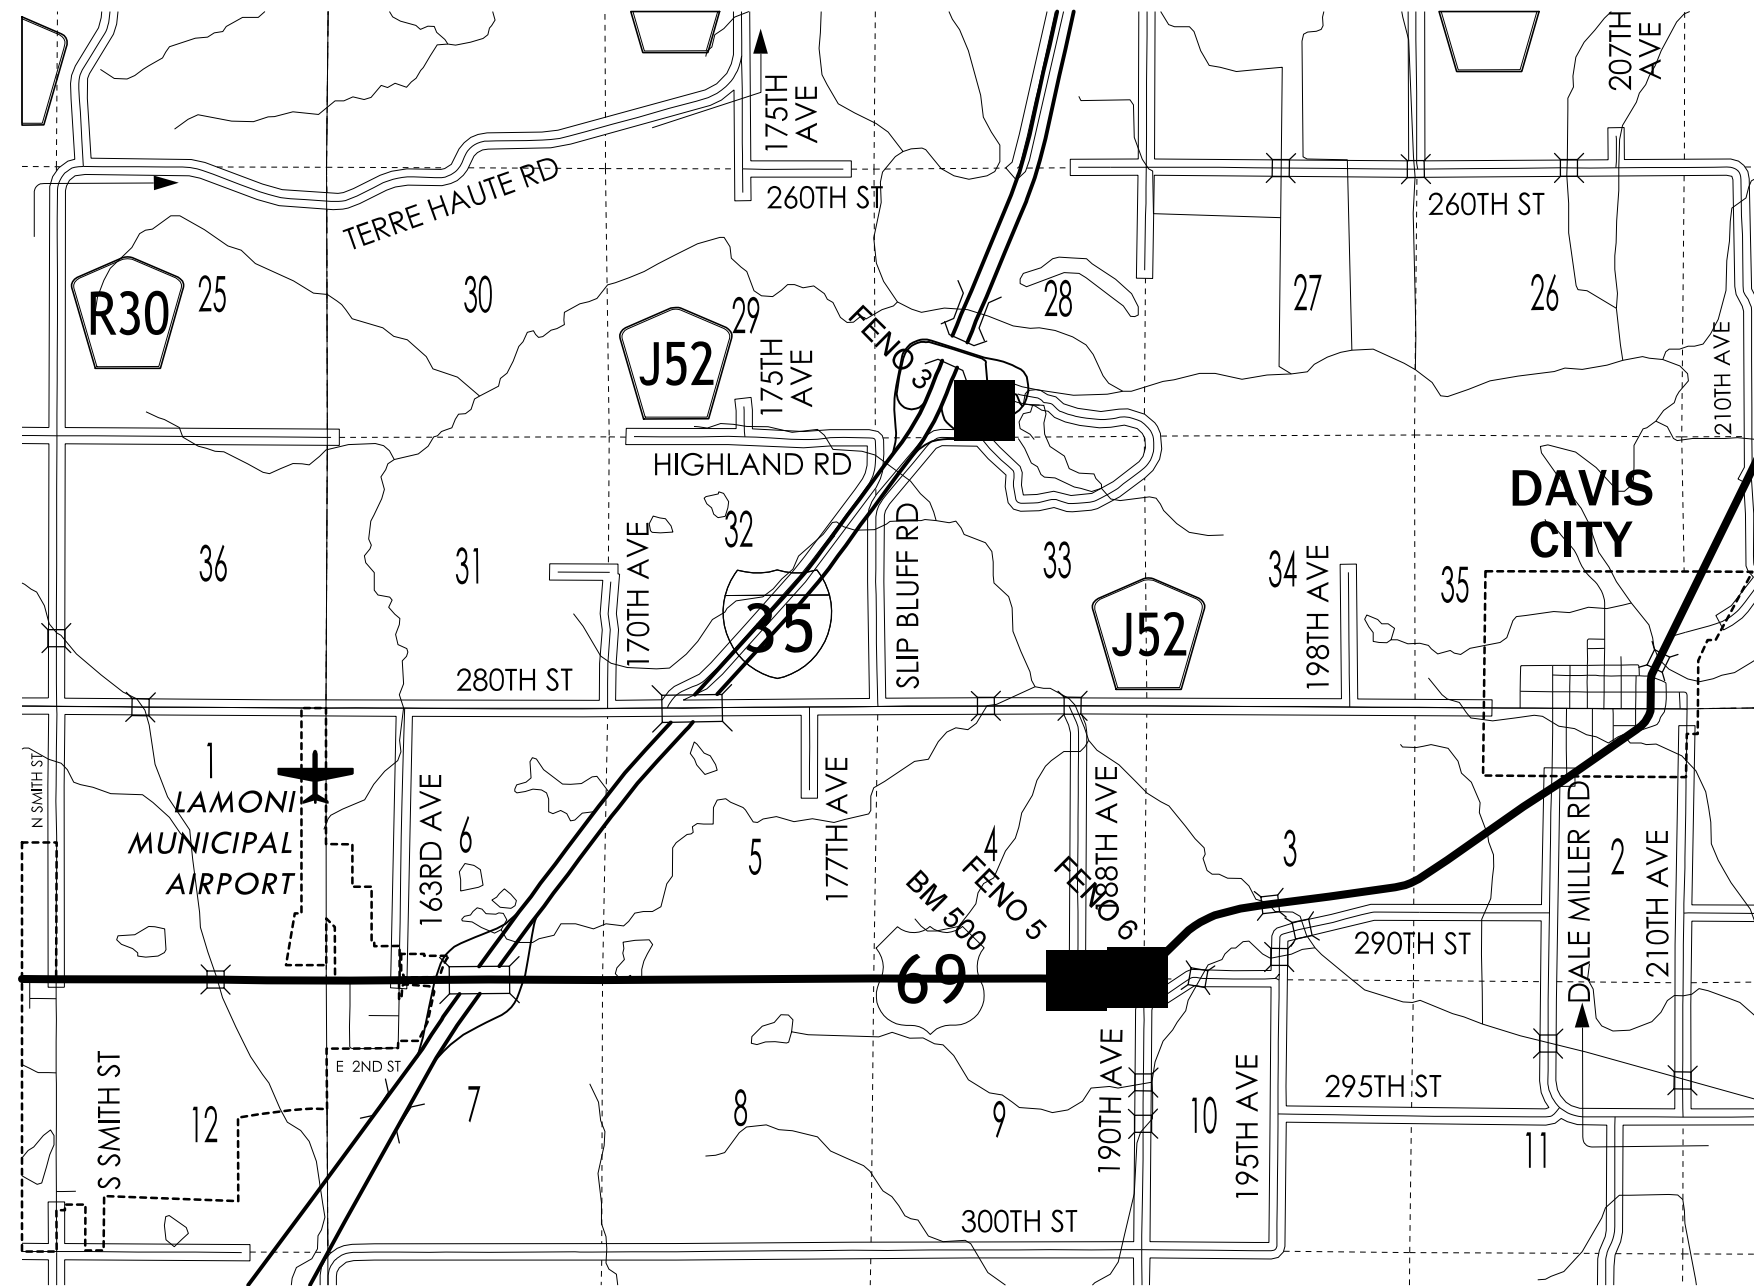 207TH
AVE
175TH
AVE
TERRE HAUTE RD
260TH ST
260TH ST
R30
25
30
29
28
27
26
J52
FENO 3
175TH
AVE
210TH AVE
HIGHLAND RD
DAVIS
CITY
36
31
170TH AVE
32
35
SLIP BLUFF RD
33
J52
34
198TH AVE
35
280TH ST
N SMITH ST
1
LAMONI
MUNICIPAL
AIRPORT
163RD AVE
6
5
177TH AVE
4
188TH AVE
3
DALE MILLER RD
2
210TH AVE
BM 500
FENO 5
FENO 6
69
290TH ST
S SMITH ST
12
E 2ND ST
7
8
9
190TH AVE
10
195TH AVE
295TH ST
11
300TH ST